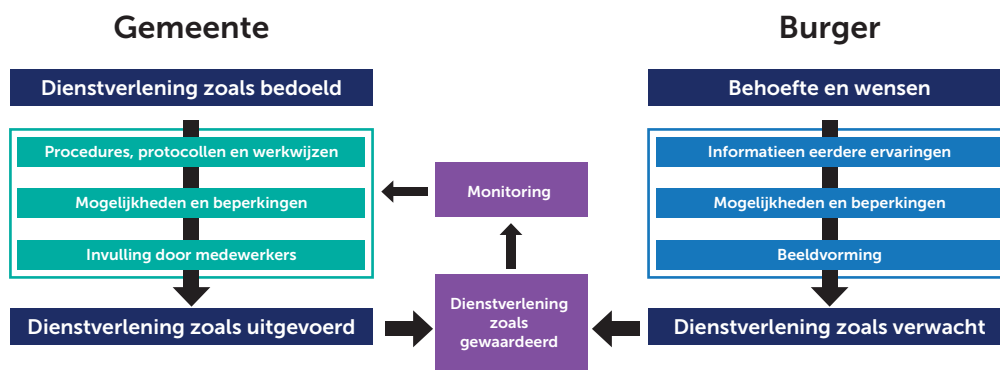 Gemeente
Dienstverlening zoals bedoeld
Procedures, protocollen en werkwijzen
Mogelijkheden en beperkingen
Invulling door medewerkers
Dienstverlening zoals uitgevoerd
Monitoring
Dienstverlening
zoals
gewaardeerd
Burger
Behoefte en wensen
Informatieen eerdere ervaringen
Mogelijkheden en beperkingen
Beeldvorming
Dienstverlening zoals verwacht